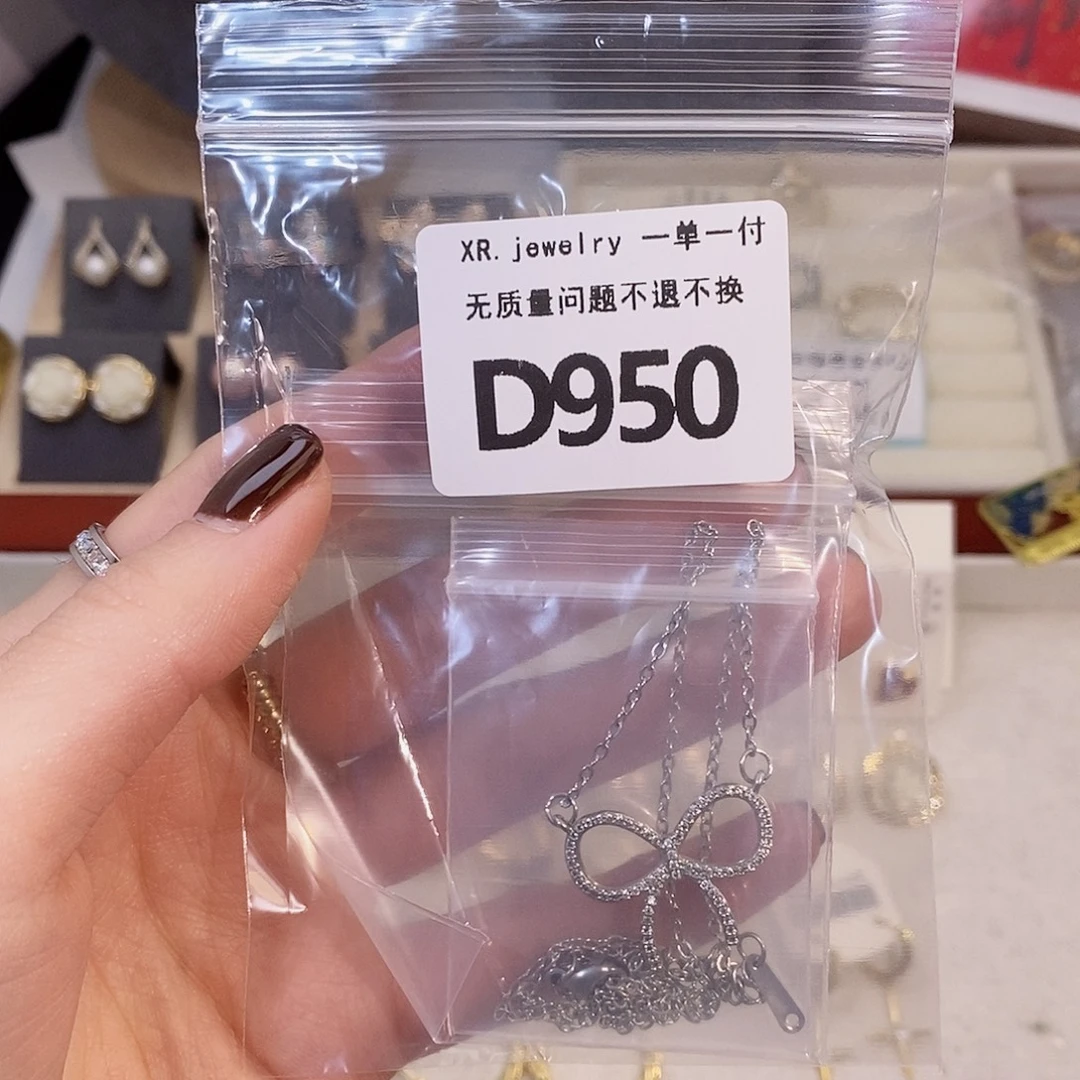 XR. jewelry 一单一付
无质量问题不退不换
D950